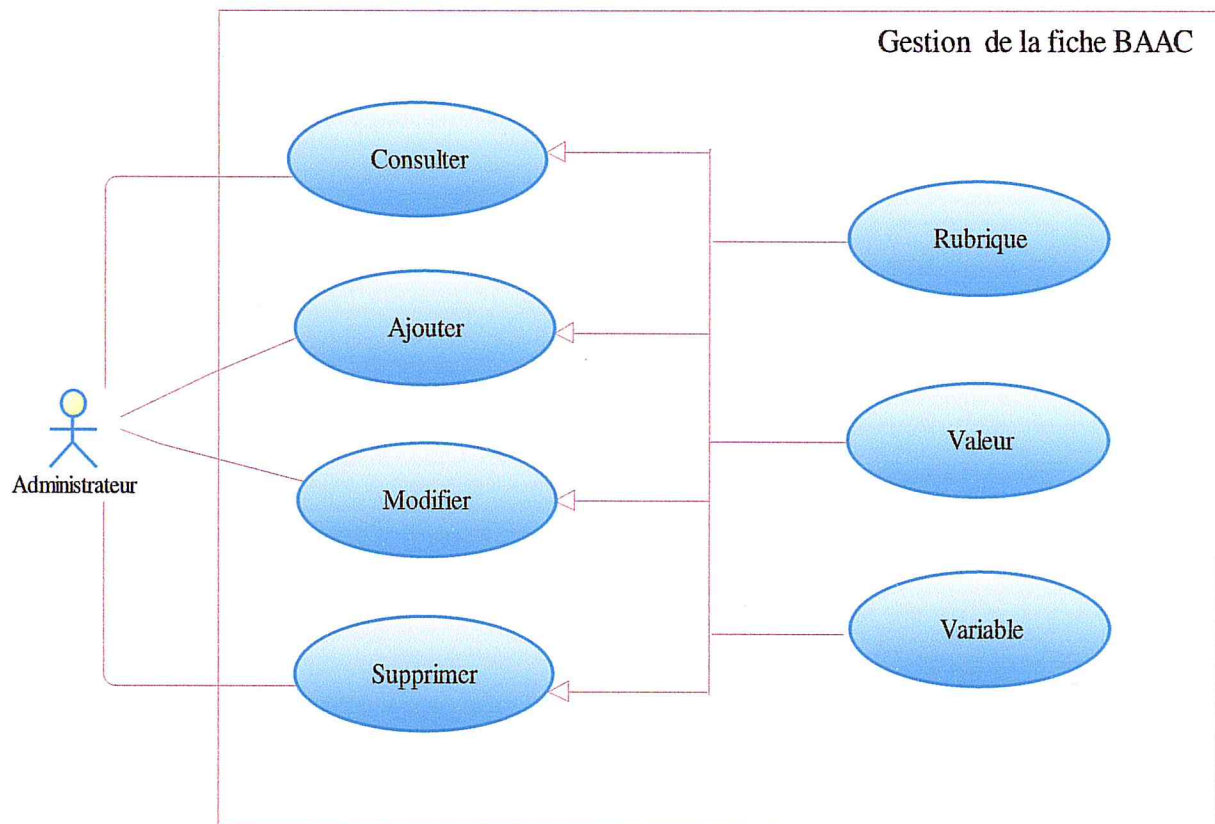 Gestion de la fiche BAAC
Consulter
Rubrique
Ajouter
Administrateur
Valeur
Modifier
Variable
Supprimer